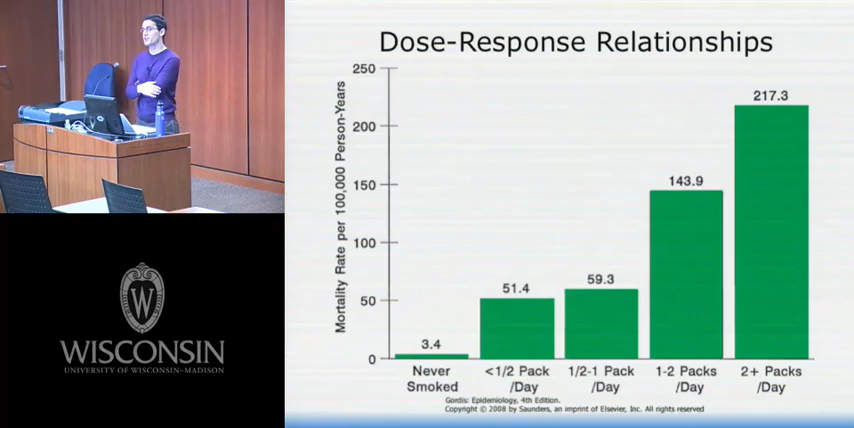 Dose-Response Relationships
Mortality Rate per 100,000 Person-Years
250
200
150
100
50
0
3.4
51.4
59.3
143.9
217.3
Never
Smoked
<1/2 Pack
/Day
1/2-1 Pack
/Day
1-2 Packs
/Day
2+ Packs
/Day
Gordis: Epidemiology, 4th Edition.
Copyright © 2008 by Saunders, an imprint of Elsevier, Inc. All rights reserved
W
WISCONSIN
UNIVERSITY OF WISCONSIN–MADISON